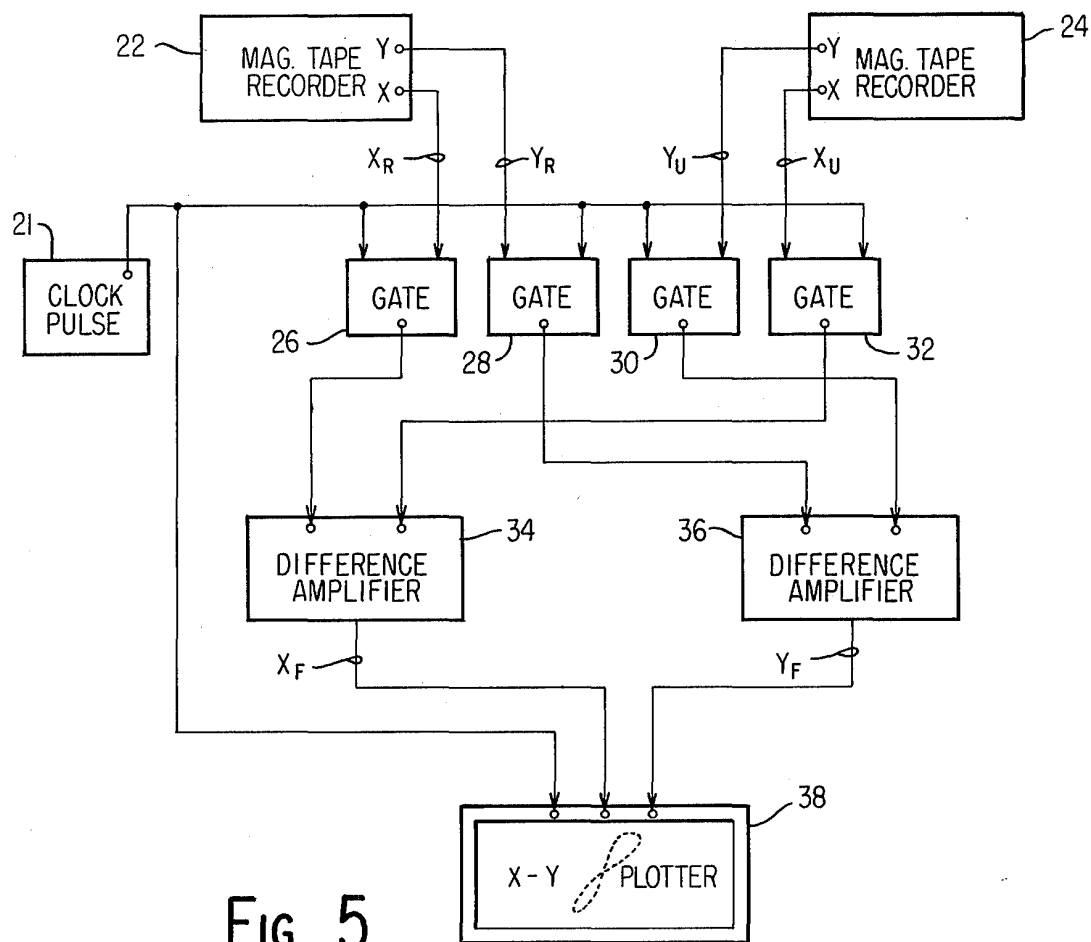 22
MAG. TAPE
RECORDER
Y
X
24
Y
X
MAG. TAPE
RECORDER
X_R
Y_R
Y_U
X_U
21
CLOCK
PULSE
GATE
GATE
GATE
GATE
26
28
30
32
DIFFERENCE
AMPLIFIER
34
36
DIFFERENCE
AMPLIFIER
X_F
Y_F
38
X-Y PLOTTER
FIG. 5